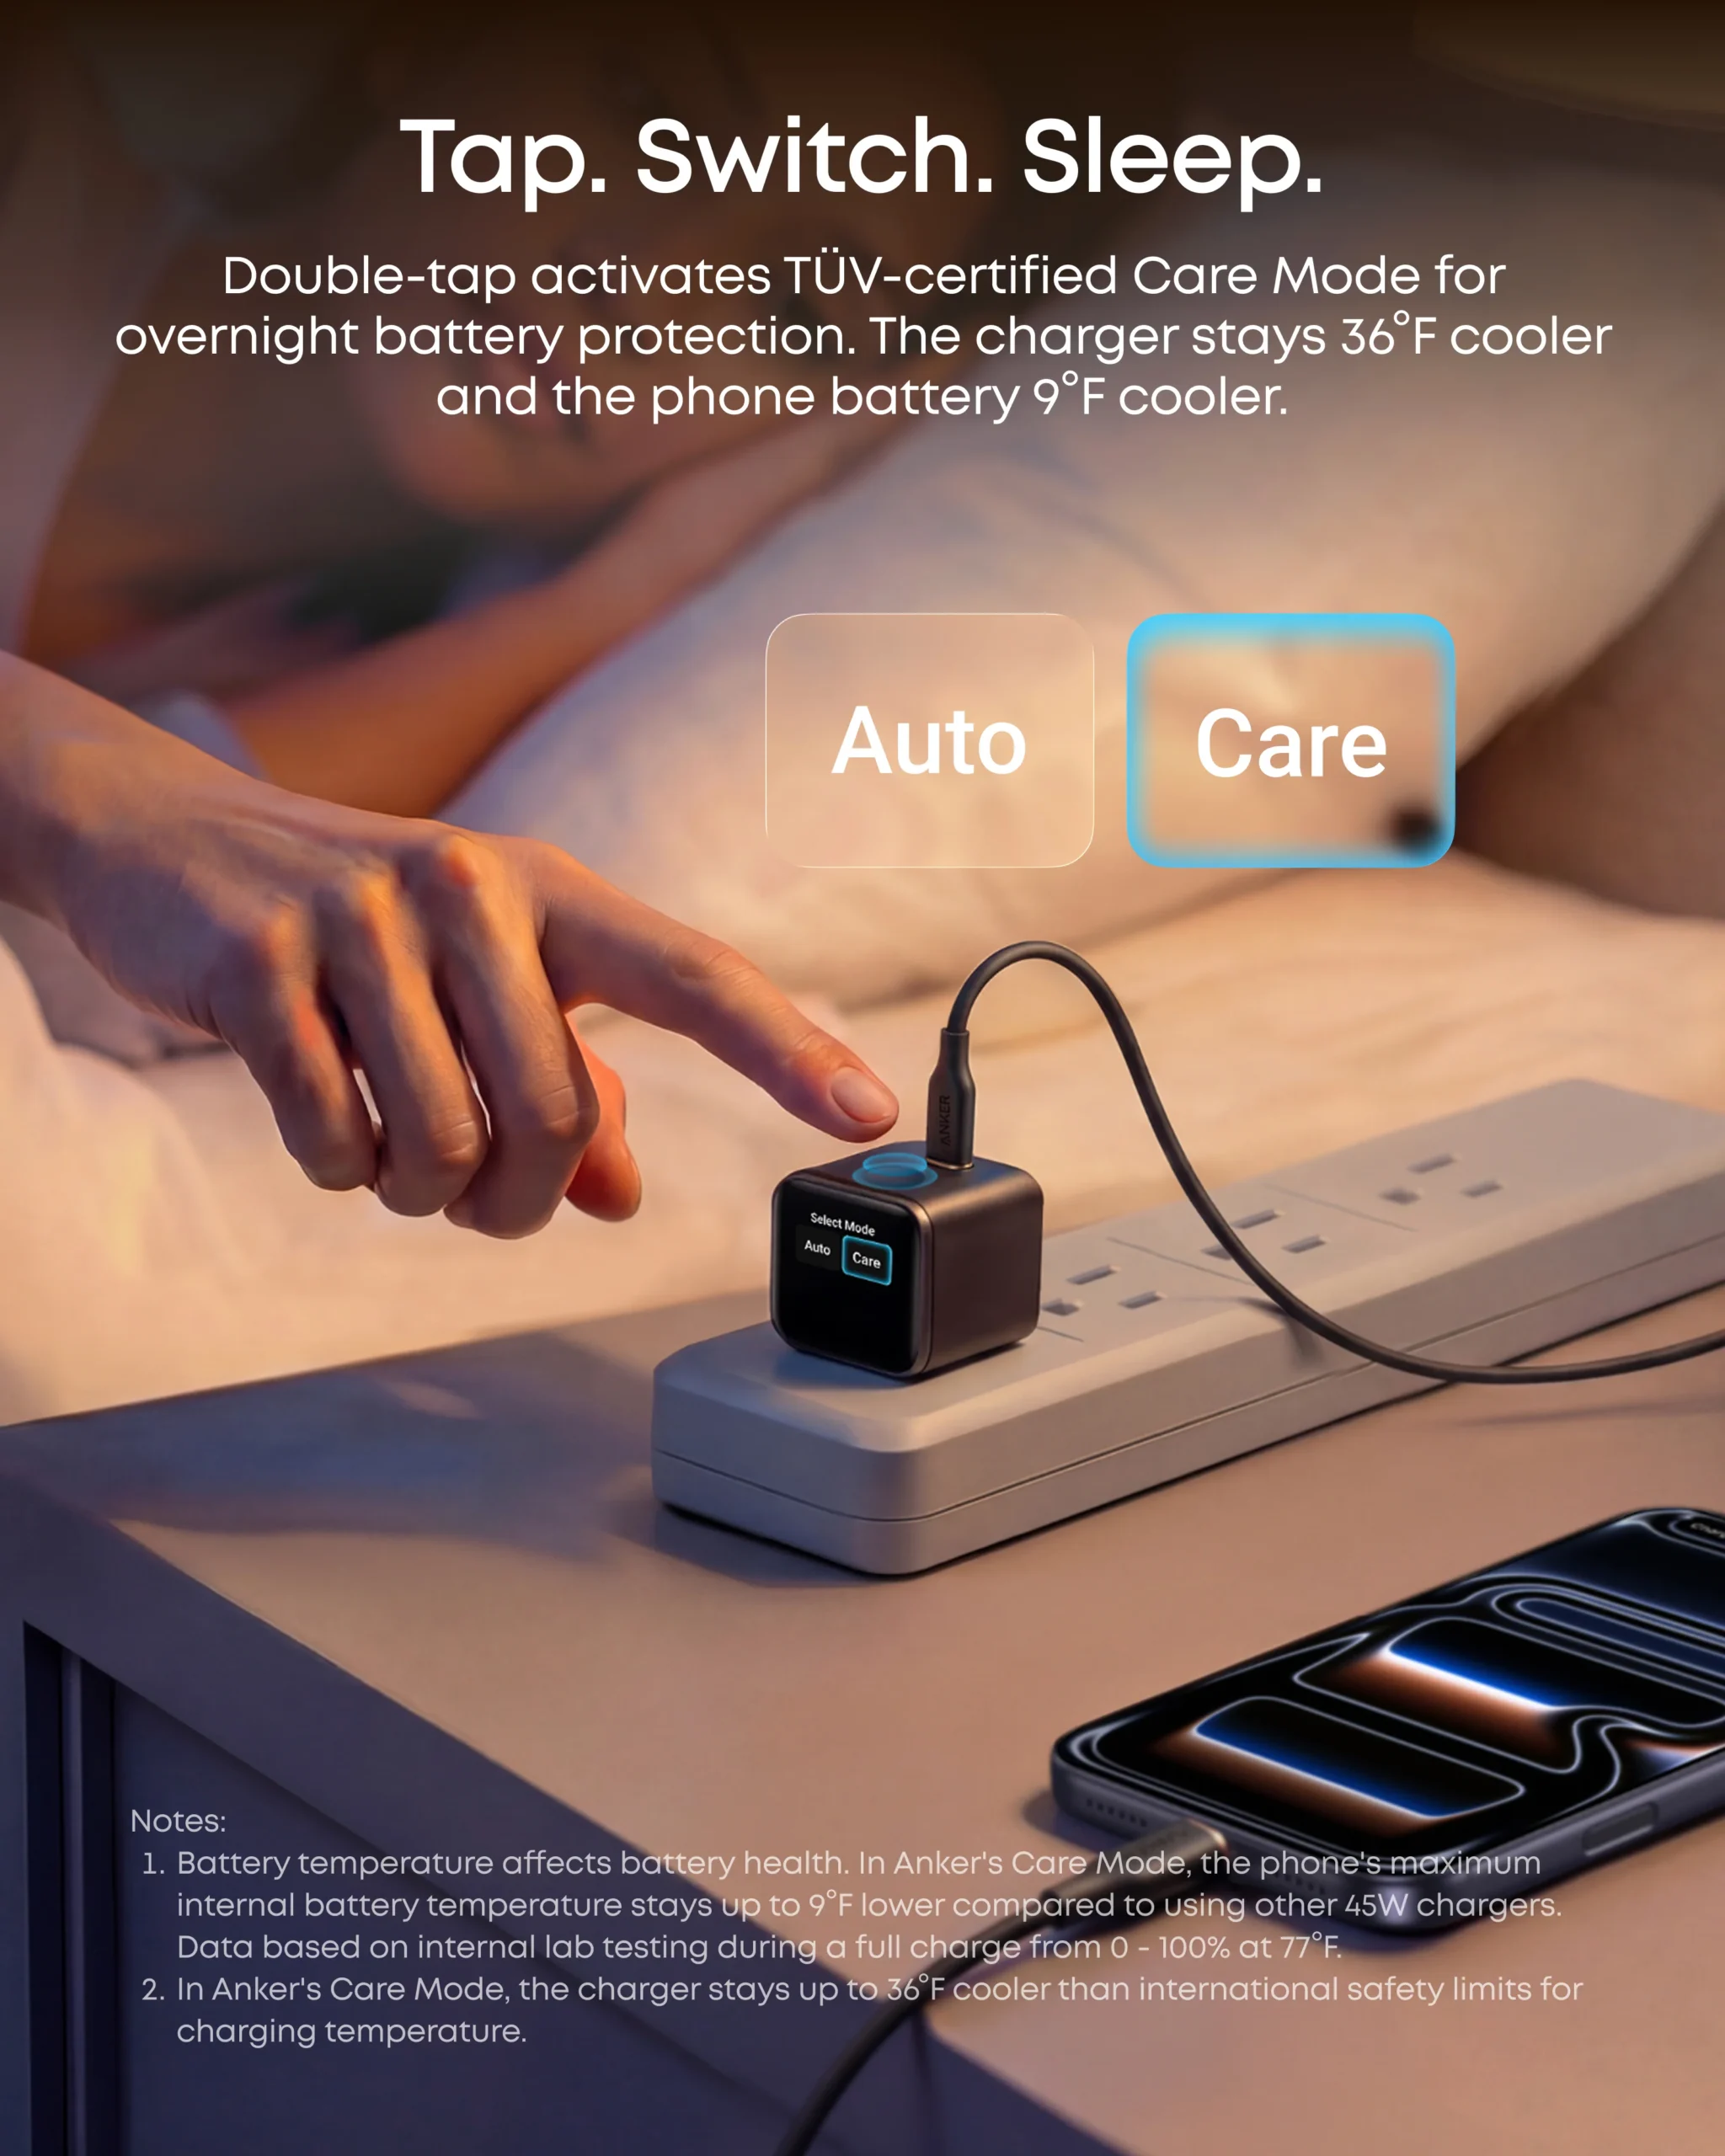 Tap. Switch. Sleep.
Double-tap activates TÜV-certified Care Mode for
overnight battery protection. The charger stays 36°F cooler
and the phone battery 9°F cooler.
Auto
Care
ANKER
Select Mode
Auto
Care
Notes:
1. Battery temperature affects battery health. In Anker's Care Mode, the phone's maximum
internal battery temperature stays up to 9°F lower compared to using other 45W chargers.
Data based on internal lab testing during a full charge from 0 - 100% at 77°F.
2. In Anker's Care Mode, the charger stays up to 36°F cooler than international safety limits for
charging temperature.